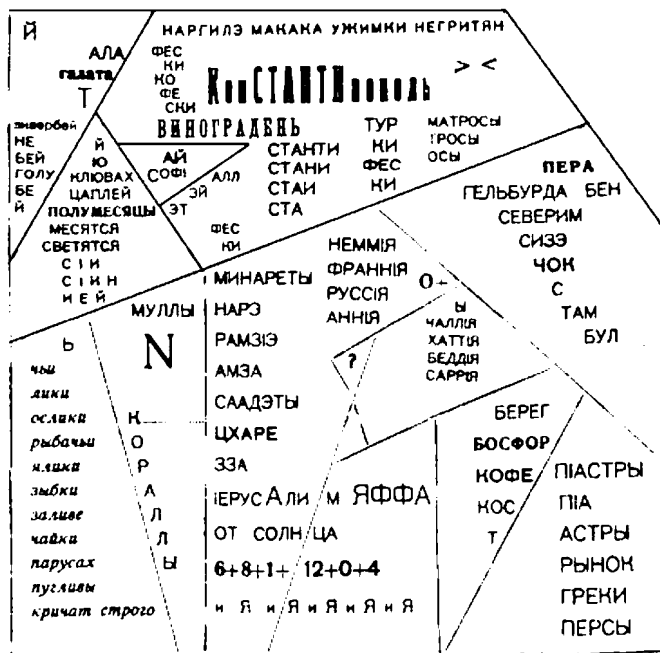 Й
АЛА
галата
Т
НАРГИЛЭ МАКАКА УЖИМКИ НЕГРИТЯН
ФЕС
КИ
КО
ФЕ
СКИ
КонСТАНТИнополь
> <
ВИНОГРАДЕНЬ
ливербей
НЕ
БЕЙ
ГОЛУ
БЕ
Й
Й
Ю
КЛЮВАХ
ЦАПЛЕЙ
ПОЛУМЕСЯЦЫ
МЕСЯТСЯ
СВЕТЯТСЯ
С І И
С І И Н
И Е Й
АЙ
СОФІ
АЛЛ
ЭЙ
ЭТ
ФЕС
КИ
СТАНТИ
СТАНИ
СТАИ
СТА
ТУР
КИ
ФЕС
КИ
МАТРОСЫ
ТРОСЫ
ОСЫ
ПЕРА
ГЕЛЬБУРДА БЕН
СЕВЕРИМ
СИЗЭ
ЧОК
С
ТАМ
БУЛ
НЕММІЯ
ФРАННІЯ
РУССІЯ
АННІЯ
О+
Ы
ЧАЛЛІЯ
ХАТТІЯ
БЕДДІЯ
САРРІЯ
?
МУЛЛЫ
N
Ь
чьи
лики
ослики
рыбачьи
ялики
зыбки
заливе
чайки
парусах
пугливы
кричат строго
К
О
Р
А
Л
Л
Ы
МИНАРЕТЫ
НАРЭ
РАМЗІЭ
АМЗА
СААДЭТЫ
ЦХАРЕ
ЗЗА
ІЕРУСАЛИМ ЯФФА
ОТ СОЛНЦА
6+8+1+ 12+0+4
и Я и Я и Я и Я
БЕРЕГ
БОСФОР
КОФЕ
КОС
Т
ПІАСТРЫ
ПІА
АСТРЫ
РЫНОК
ГРЕКИ
ПЕРСЫ